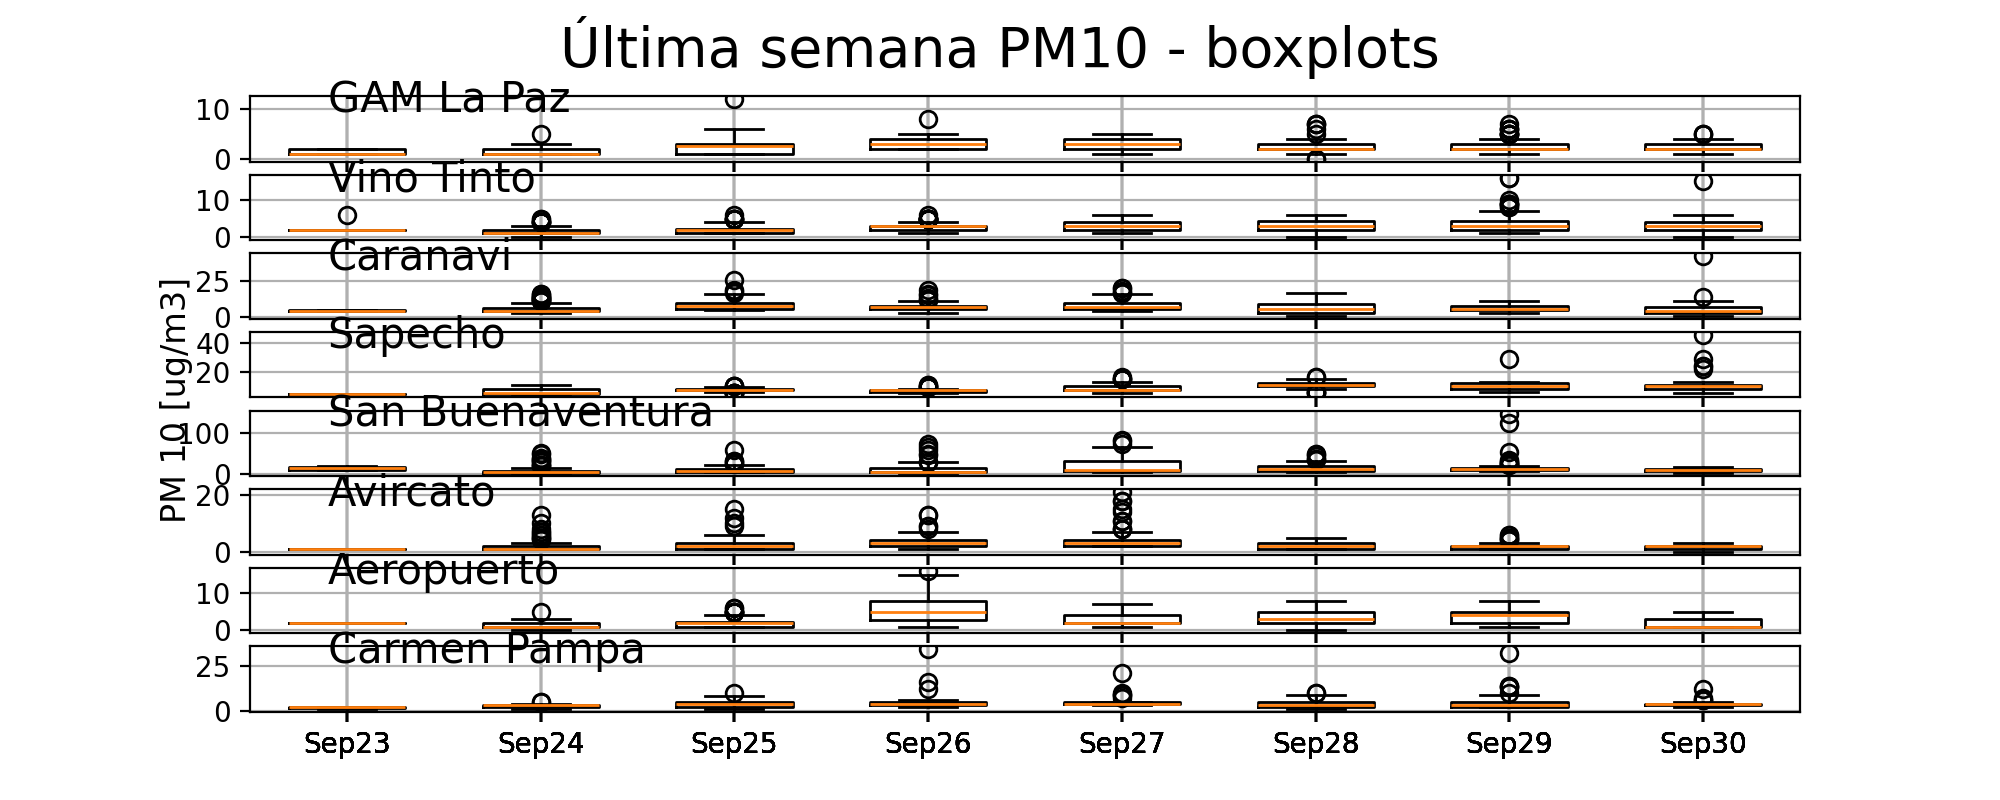 Última semana PM10 - boxplots
GAM La Paz
10
0
Vino Tinto
10
0
Caranavi
25
0
Sapecho
40
20
San Buenaventura
100
0
Avircato
20
0
Aeropuerto
10
0
Carmen Pampa
25
0
PM 10 [ug/m3]
Sep23 Sep24 Sep25 Sep26 Sep27 Sep28 Sep29 Sep30